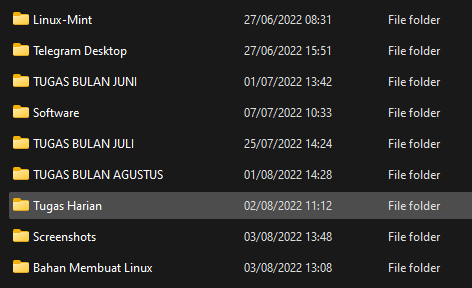 Linux-Mint 27/06/2022 08:31 File folder
Telegram Desktop 27/06/2022 15:51 File folder
TUGAS BULAN JUNI 01/07/2022 13:42 File folder
Software 07/07/2022 10:33 File folder
TUGAS BULAN JULI 25/07/2022 14:24 File folder
TUGAS BULAN AGUSTUS 01/08/2022 14:28 File folder
Tugas Harian 02/08/2022 11:12 File folder
Screenshots 03/08/2022 13:48 File folder
Bahan Membuat Linux 03/08/2022 13:08 File folder